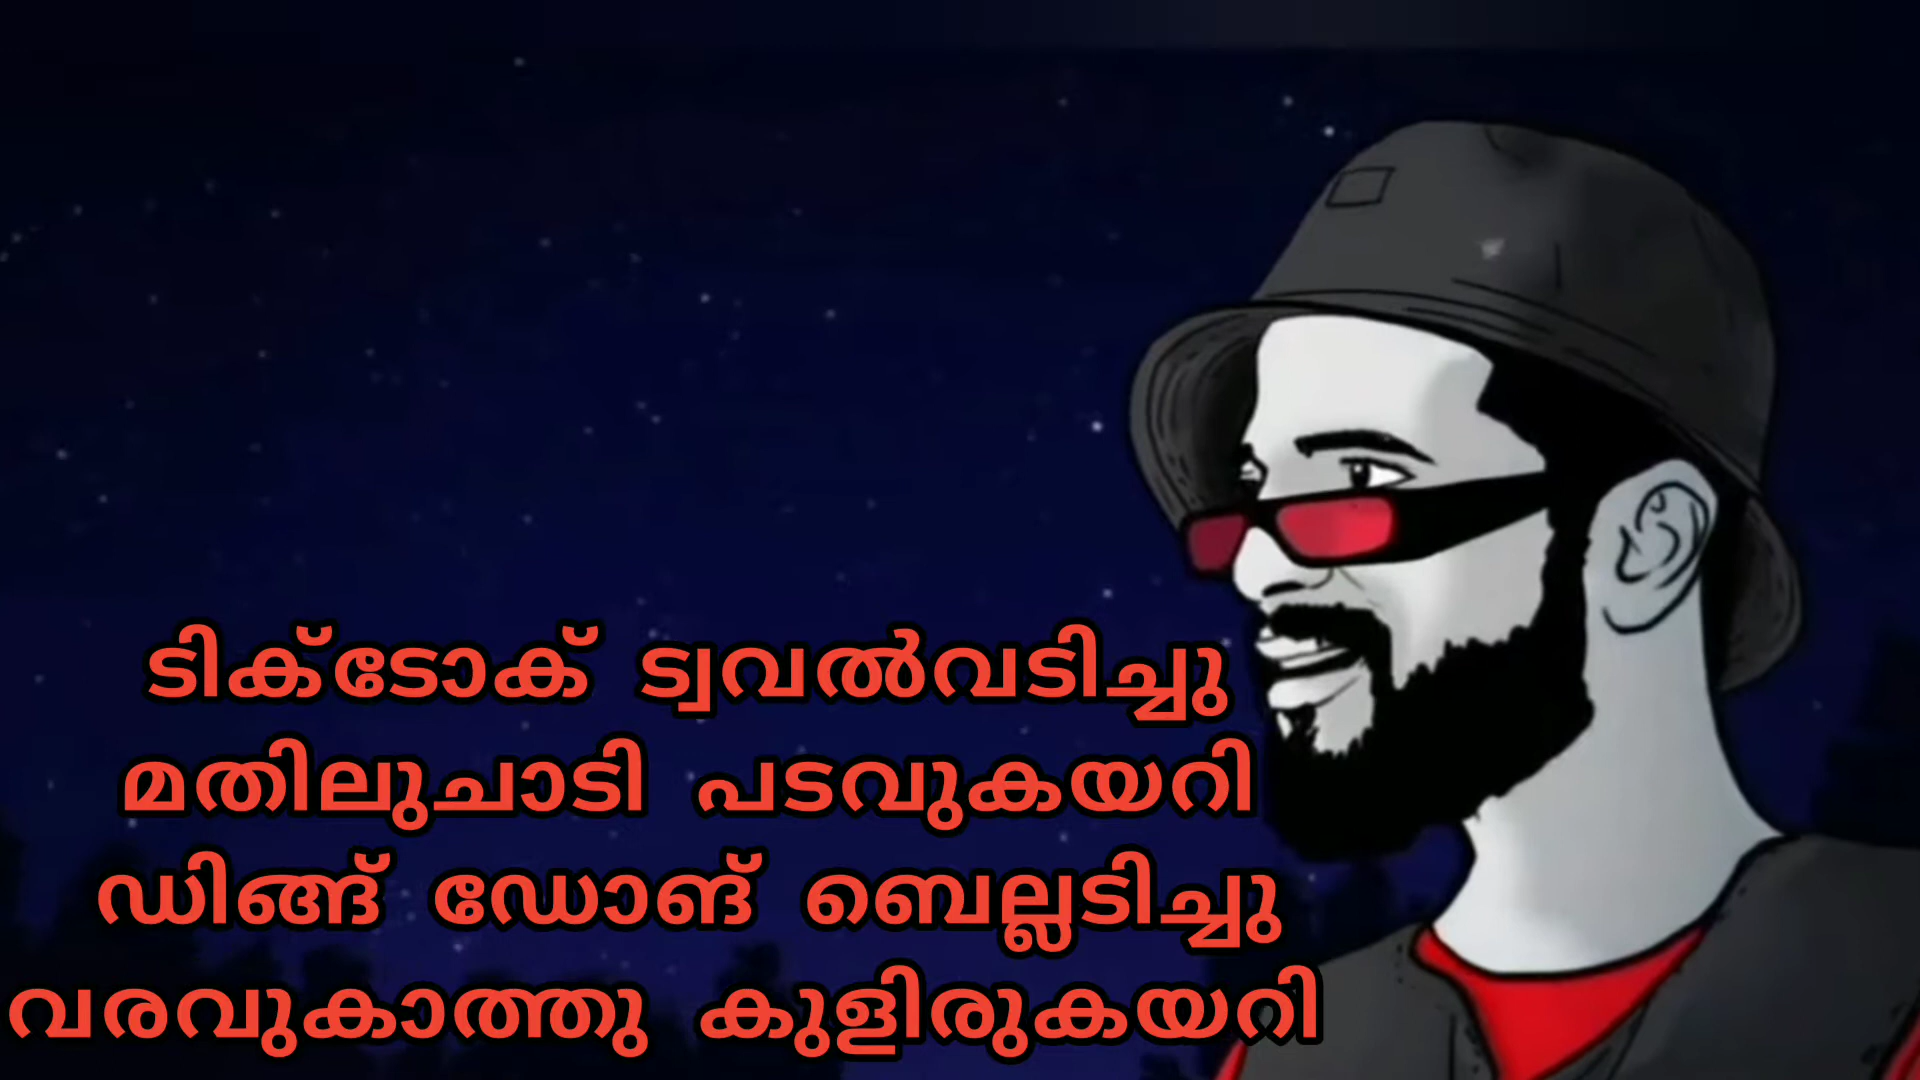 ടിക്ടോക് ട്വവൽവടിച്ചു
മതിലുചാടി പടവുകയറി
ഡിങ്ങ് ഡോങ് ബെല്ലടിച്ചു
വരവുകാത്തു കുളിരുകയറി